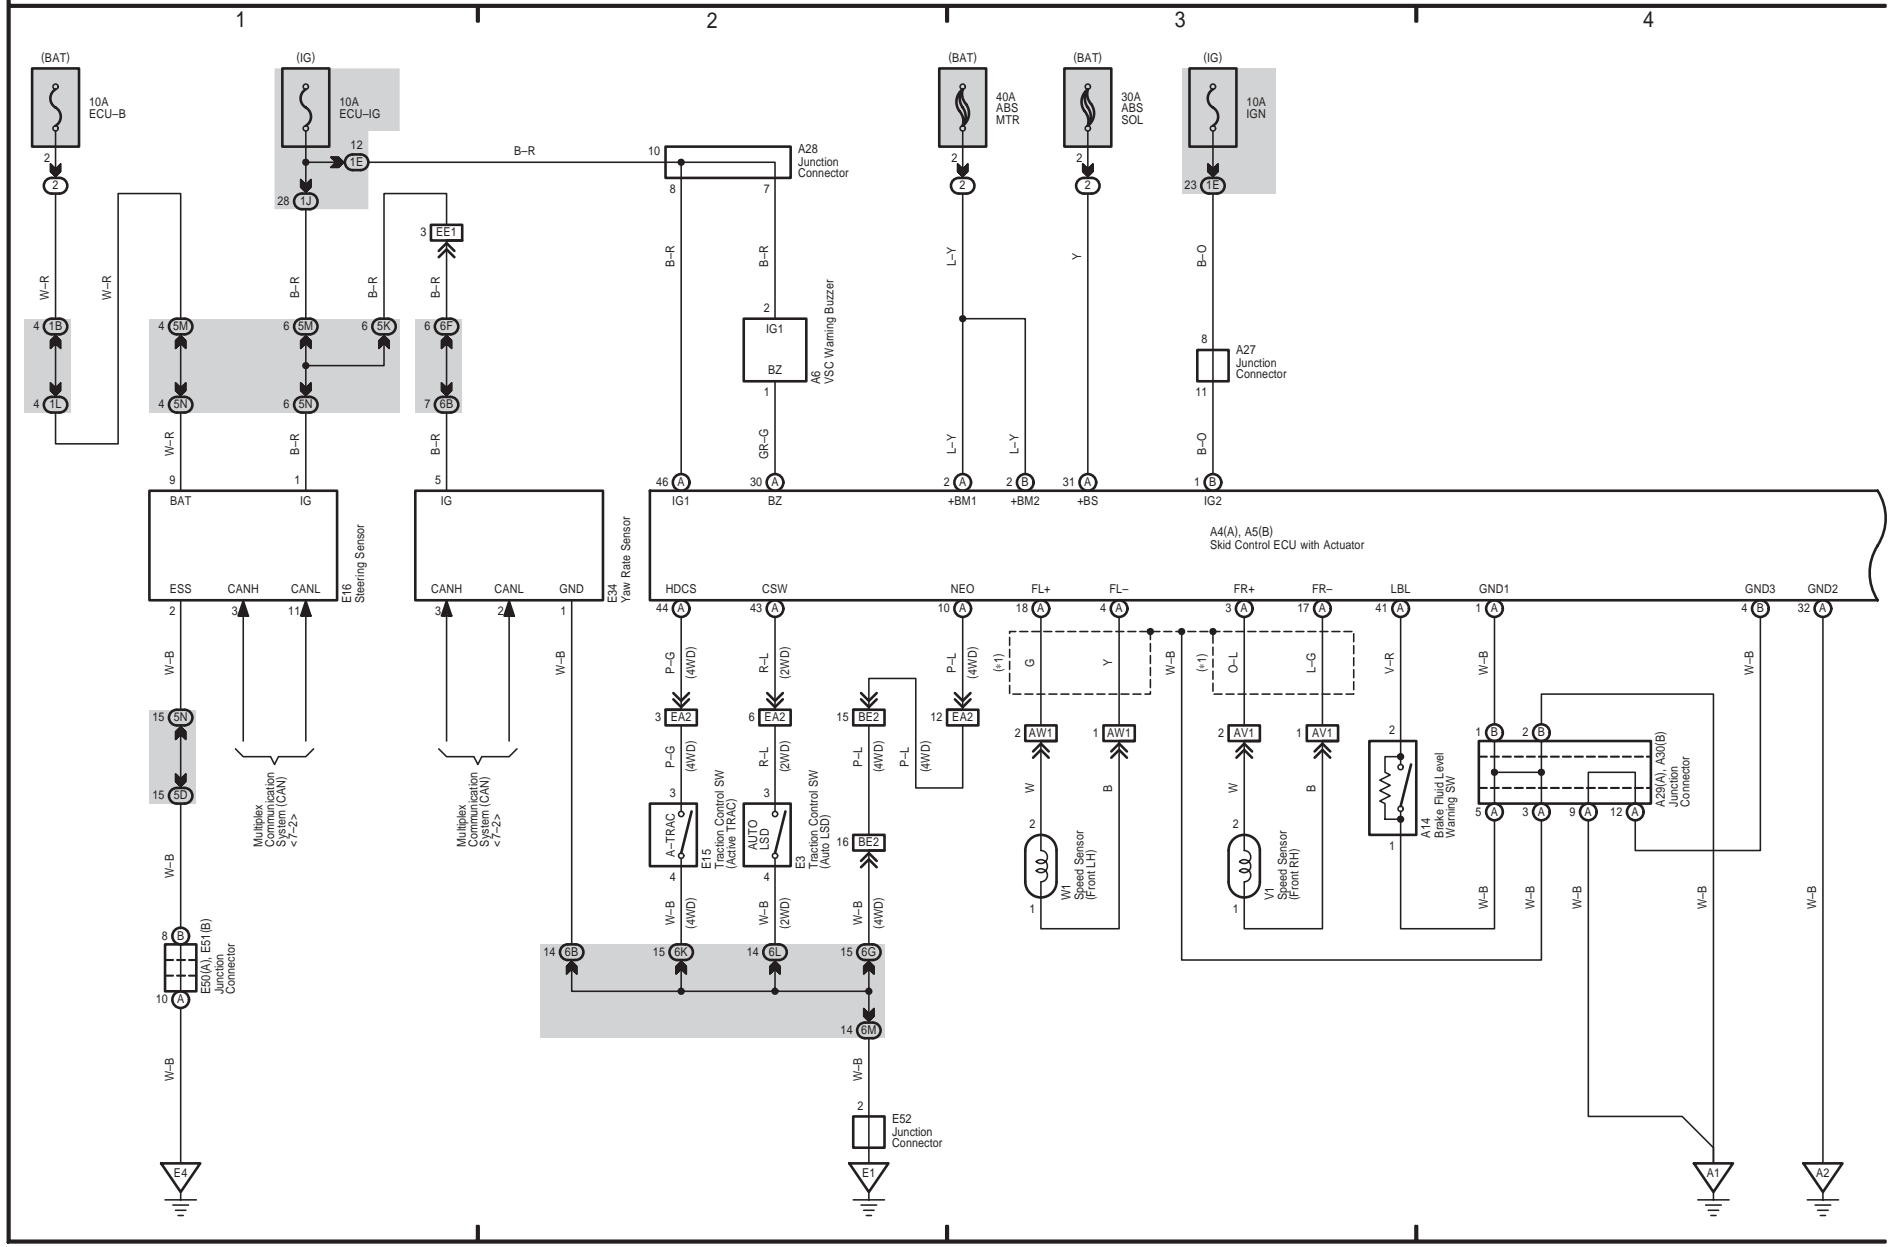 1
2
3
4
(BAT)
10A
ECU–B
2
2
(IG)
10A
ECU–IG
12
1E
28
1J
B–R
10
A28
Junction
Connector
8
7
(BAT)
40A
ABS
MTR
2
2
(BAT)
30A
ABS
SOL
2
2
(IG)
10A
IGN
23
1E
3
EE1
W–R
W–R
B–R
B–R
B–R
B–R
B–R
L–Y
Y
B–O
4
1B
4
5M
6
5M
6
5K
6
6F
4
1L
4
5N
6
5N
7
6B
2
IG1
BZ
1
A6
VSC Warning Buzzer
8
A27
Junction
Connector
11
W–R
B–R
B–R
GR–G
L–Y
L–Y
B–O
9
1
5
46
A
30
A
2
A
2
B
31
A
1
B
BAT
IG
IG
IG1
BZ
+BM1
+BM2
+BS
IG2
E16
Steering Sensor
E34
Yaw Rate Sensor
A4(A), A5(B)
Skid Control ECU with Actuator
ESS
CANH
CANL
CANH
CANL
GND
HDCS
CSW
NEO
FL+
FL–
FR+
FR–
LBL
GND1
GND3
GND2
2
3
11
3
2
1
44
A
43
A
10
A
18
A
4
A
3
A
17
A
41
A
1
A
4
B
32
A
W–B
W–B
P–G
(4WD)
R–L
(2WD)
P–L
(4WD)
(*1)
G
Y
W–B
(*1)
O–L
L–G
V–R
W–B
W–B
15
5N
15
5D
3
EA2
6
EA2
15
BE2
12
EA2
2
AW1
1
AW1
2
AV1
1
AV1
2
1
B
2
B
Multiplex
Communication
System (CAN)
<7–2>
Multiplex
Communication
System (CAN)
<7–2>
P–G
(4WD)
R–L
(2WD)
P–L
(4WD)
P–L
(4WD)
W
B
W
B
3
A–TRAC
4
E15
Traction Control SW
(Active TRAC)
3
AUTO
LSD
4
E3
Traction Control SW
(Auto LSD)
16
BE2
2
1
W1
Speed Sensor
(Front LH)
2
1
V1
Speed Sensor
(Front RH)
1
A14
Brake Fluid Level
Warning SW
A29(A), A30(B)
Junction
Connector
5
A
3
A
9
A
12
A
W–B
W–B
(4WD)
W–B
(2WD)
W–B
(4WD)
W–B
W–B
W–B
W–B
W–B
8
B
E50(A), E51(B)
Junction
Connector
10
A
14
6B
15
6K
14
6L
15
6G
14
6M
W–B
W–B
2
E52
Junction
Connector
E4
E1
A1
A2